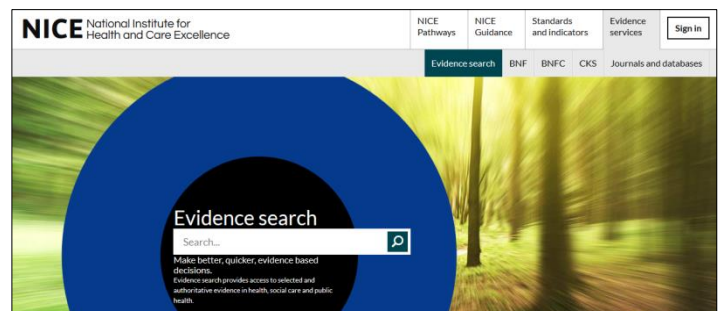 NICE National Institute for
Health and Care Excellence
NICE
Pathways
NICE
Guidance
Standards
and indicators
Evidence
services
Sign in
Evidence search
BNF
BNFC
CKS
Journals and databases
Evidence search
Search...
Make better, quicker, evidence based
decisions.
Evidence search provides access to selected and
authoritative evidence in health, social care and public
health.